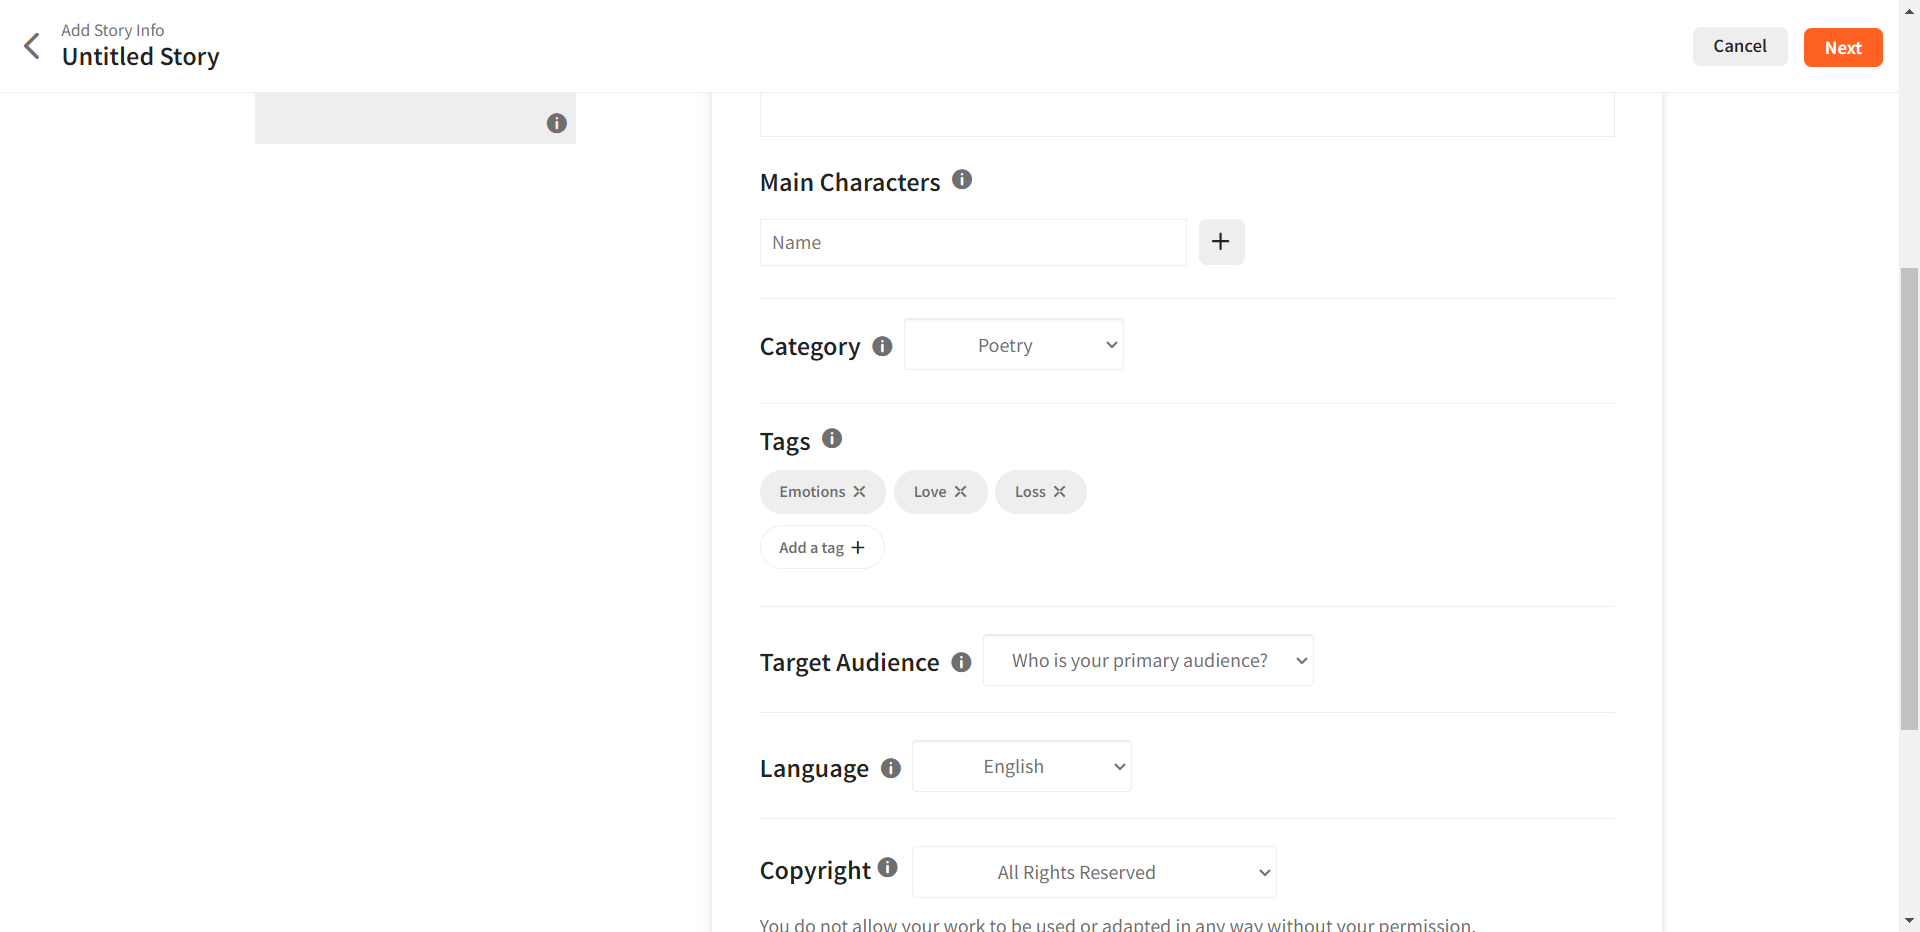 Add Story Info
Untitled Story
Cancel
Next
Main Characters
Name
Category
Poetry
Tags
Emotions
Love
Loss
Add a tag
Target Audience
Who is your primary audience?
Language
English
Copyright
All Rights Reserved
You do not allow your work to be used or adapted in any way without your permission.